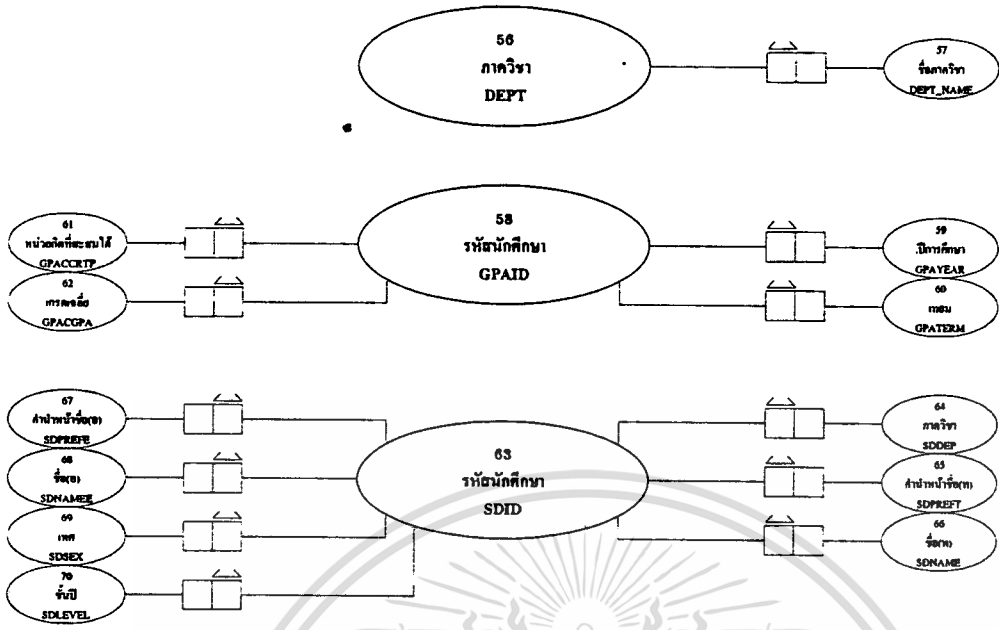 56
ภาควิชา
DEPT
57
ชื่อภาควิชา
DEPT_NAME
61
หน่วยกิตที่สะสมได้
GPACCRTP
58
รหัสนักศึกษา
GPAID
59
ปีการศึกษา
GPAYEAR
62
เกรดเฉลี่ย
GPACGPA
60
เทอม
GPATERM
67
คำนำหน้าชื่อ(อ)
SDPREFE
64
ภาควิชา
SDDEP
68
ชื่อ(อ)
SDNAMEE
63
รหัสนักศึกษา
SDID
65
คำนำหน้าชื่อ(ท)
SDPREFT
69
เพศ
SDSEX
66
ชื่อ(ท)
SDNAME
70
ชั้นปี
SDLEVEL